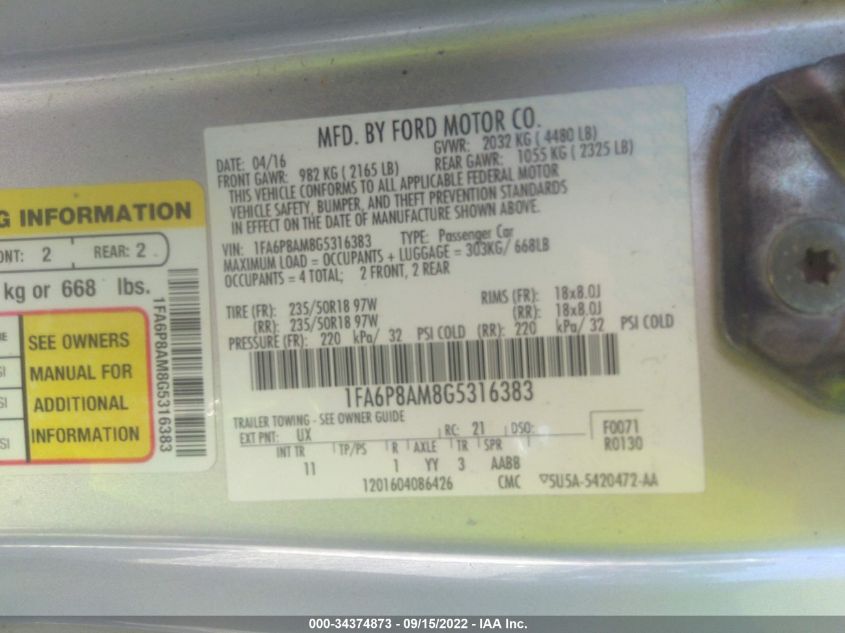 G INFORMATION
ONT: 2 REAR: 2
kg or 668 lbs.
SEE OWNERS
MANUAL FOR
ADDITIONAL
INFORMATION
1FA6P8AM8G5316383
MFD. BY FORD MOTOR CO.
DATE: 04/16 GVWR: 2032 KG ( 4480 LB)
FRONT GAWR: 982 KG ( 2165 LB) REAR GAWR: 1055 KG ( 2325 LB)
THIS VEHICLE CONFORMS TO ALL APPLICABLE FEDERAL MOTOR
VEHICLE SAFETY, BUMPER, AND THEFT PREVENTION STANDARDS
IN EFFECT ON THE DATE OF MANUFACTURE SHOWN ABOVE.
VIN: 1FA6P8AM8G5316383 TYPE: Passenger Car
MAXIMUM LOAD = OCCUPANTS + LUGGAGE = 303KG/ 668LB
OCCUPANTS = 4 TOTAL; 2 FRONT, 2 REAR
TIRE (FR): 235/50R18 97W RIMS (FR): 18x8.0J
(RR): 235/50R18 97W (RR): 18x8.0J
PRESSURE (FR): 220 kPa/ 32 PSI COLD (RR): 220 kPa/ 32 PSI COLD
1FA6P8AM8G5316383
TRAILER TOWING - SEE OWNER GUIDE
EXT PNT: UX RC: 21 DSO: F0071
INT TR TP/PS R AXLE TR SPR R0130
11 1 YY 3 AABB
1201604086426 CMC 5U5A-5420472-AA
000-34374873 - 09/15/2022 - IAA Inc.